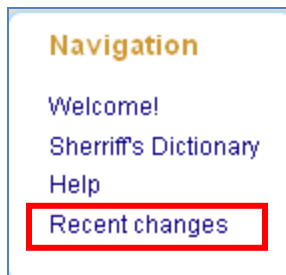 Navigation
Welcome!
Sherriff's Dictionary
Help
Recent changes